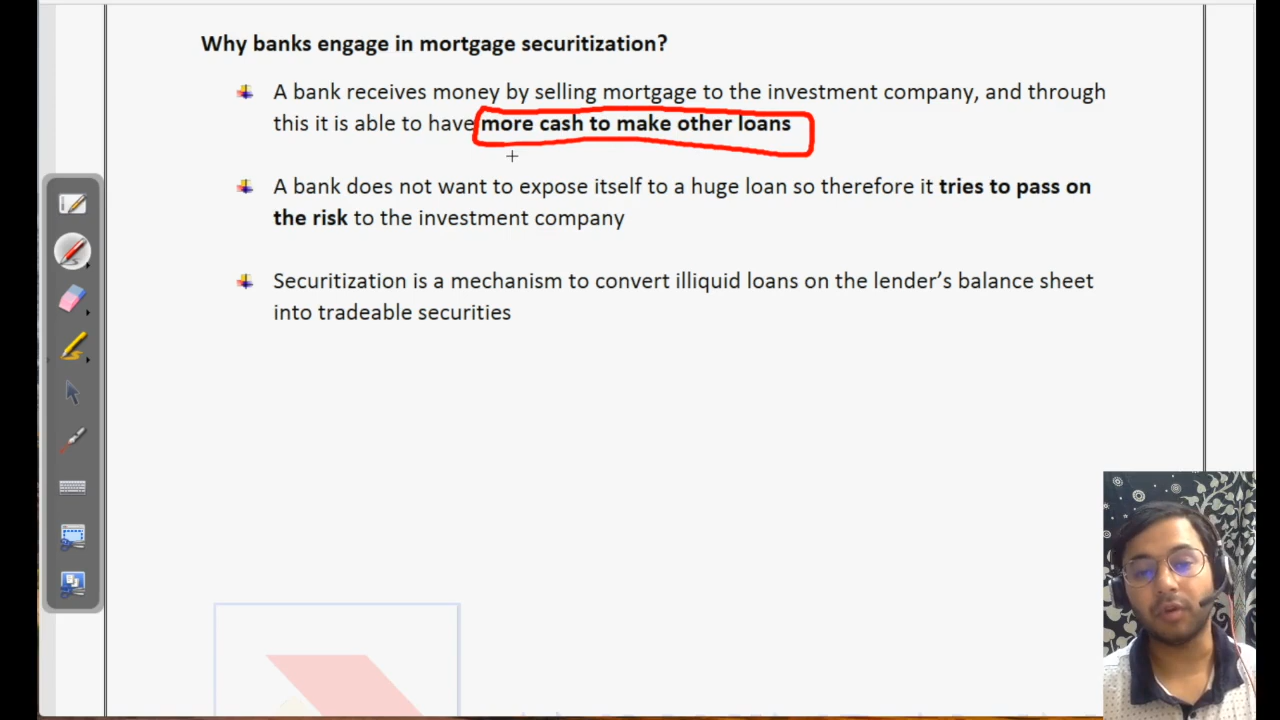 Why banks engage in mortgage securitization?
A bank receives money by selling mortgage to the investment company, and through
this it is able to have more cash to make other loans
A bank does not want to expose itself to a huge loan so therefore it tries to pass on
the risk to the investment company
Securitization is a mechanism to convert illiquid loans on the lender’s balance sheet
into tradeable securities